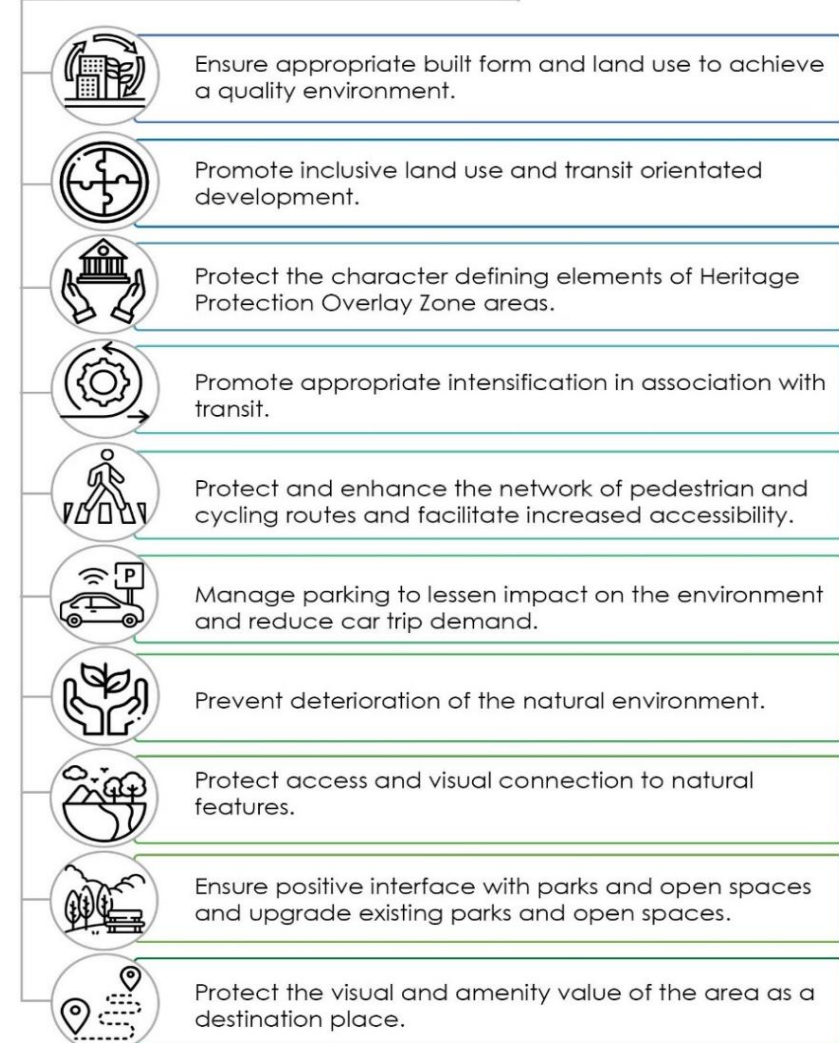 Ensure appropriate built form and land use to achieve
a quality environment.
Promote inclusive land use and transit orientated
development.
Protect the character defining elements of Heritage
Protection Overlay Zone areas.
Promote appropriate intensification in association with
transit.
Protect and enhance the network of pedestrian and
cycling routes and facilitate increased accessibility.
P
Manage parking to lessen impact on the environment
and reduce car trip demand.
Prevent deterioration of the natural environment.
Protect access and visual connection to natural
features.
Ensure positive interface with parks and open spaces
and upgrade existing parks and open spaces.
Protect the visual and amenity value of the area as a
destination place.